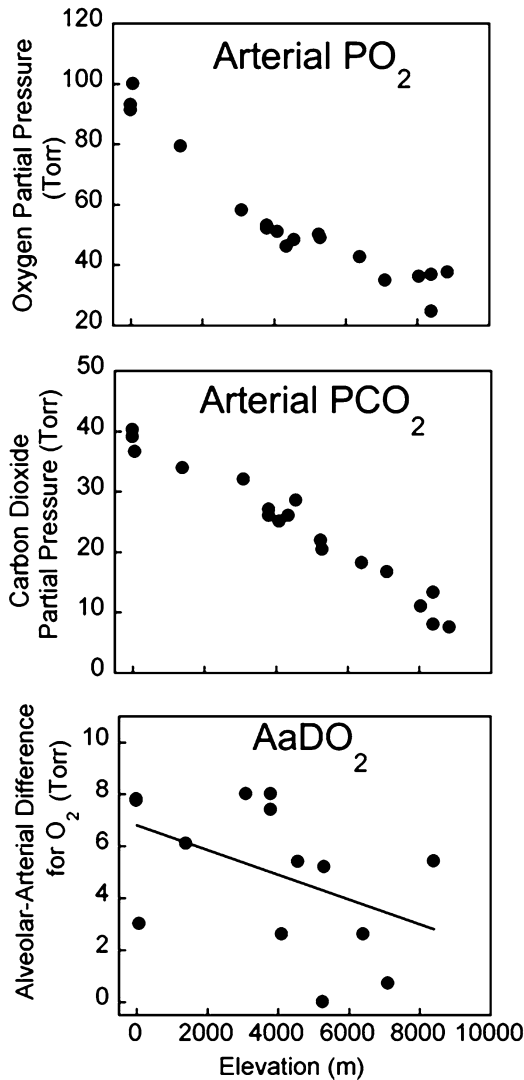 Arterial PO2
Oxygen Partial Pressure
(Torr)
120
100
80
60
40
20
Arterial PCO2
Carbon Dioxide
Partial Pressure (Torr)
50
40
30
20
10
0
AaDO2
Alveolar-Arterial Difference
for O2 (Torr)
10
8
6
4
2
0
0 2000 4000 6000 8000 10000
Elevation (m)